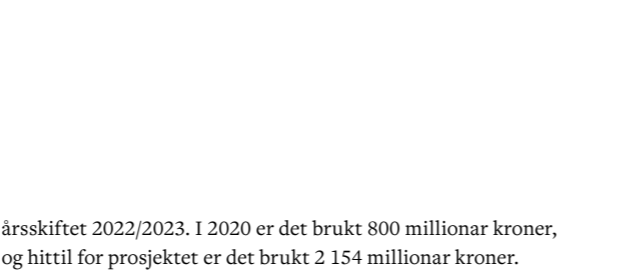 årsskiftet 2022/2023. I 2020 er det brukt 800 millionar kroner,
og hittil for prosjektet er det brukt 2 154 millionar kroner.